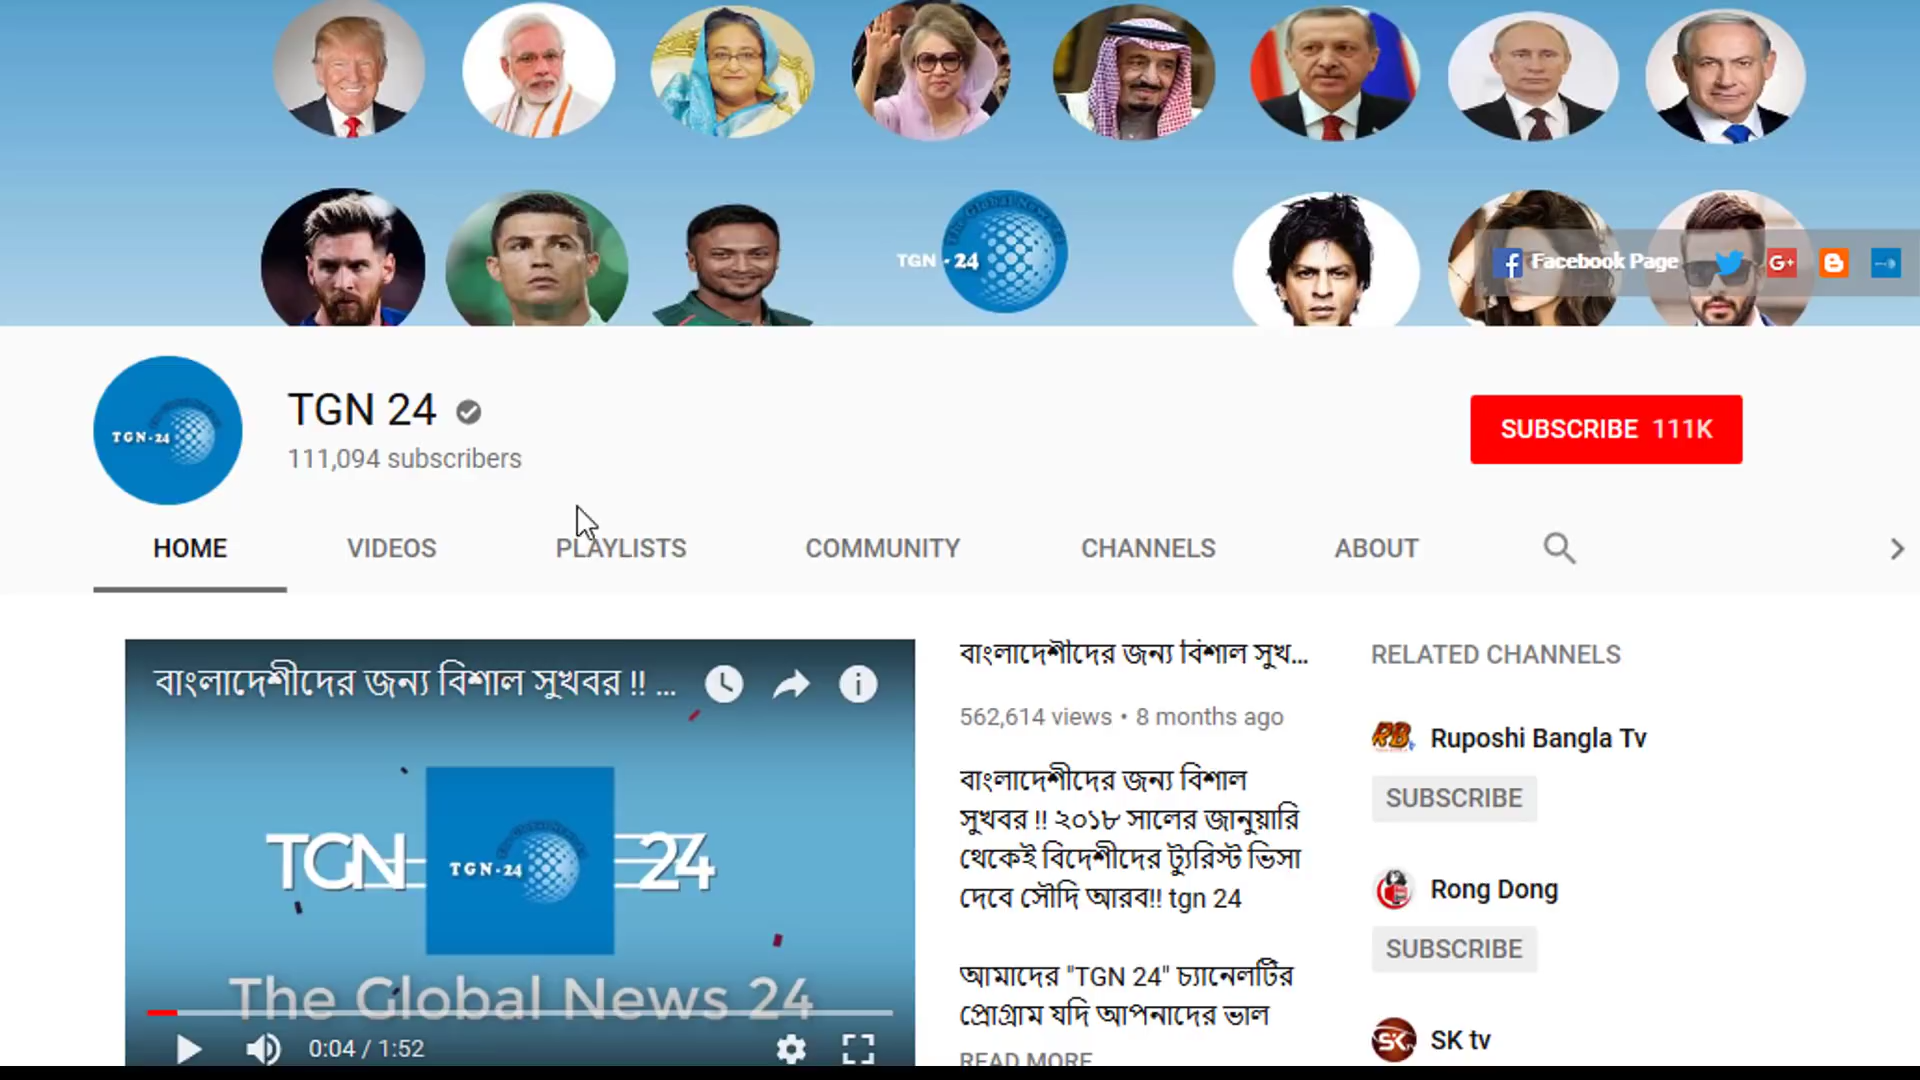 TGN - 24
Facebook Page
TGN-24
TGN 24
111,094 subscribers
SUBSCRIBE 111K
HOME
VIDEOS
PLAYLISTS
COMMUNITY
CHANNELS
ABOUT
বাংলাদেশীদের জন্য বিশাল সুখবর !! ...
TGN
TGN-24
24
The Global News 24
0:04 / 1:52
বাংলাদেশীদের জন্য বিশাল সুখ...
562,614 views • 8 months ago
বাংলাদেশীদের জন্য বিশাল
সুখবর !! ২০১৮ সালের জানুয়ারি
থেকেই বিদেশীদের ট্যুরিস্ট ভিসা
দেবে সৌদি আরব!! tgn 24
আমাদের "TGN 24" চ্যানেলটির
প্রোগ্রাম যদি আপনাদের ভাল
READ MORE
RELATED CHANNELS
Ruposhi Bangla Tv
SUBSCRIBE
Rong Dong
SUBSCRIBE
SK tv